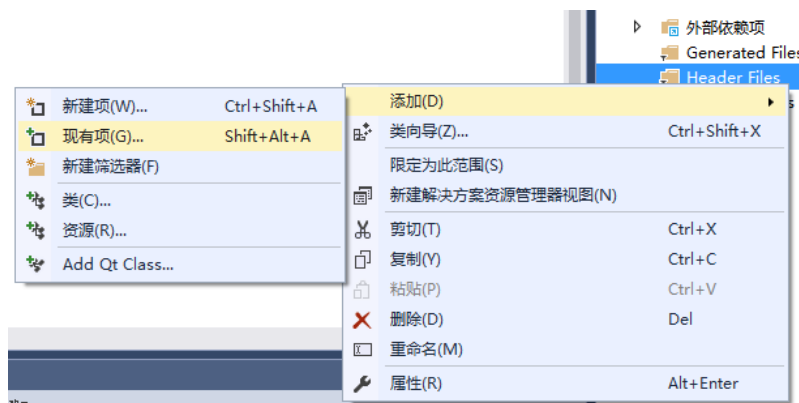 外部依赖项
Generated Files
Header Files
新建项(W)... Ctrl+Shift+A
现有项(G)... Shift+Alt+A
新建筛选器(F)
类(C)...
资源(R)...
Add Qt Class...
添加(D)
类向导(Z)... Ctrl+Shift+X
限定为此范围(S)
新建解决方案资源管理器视图(N)
剪切(T) Ctrl+X
复制(Y) Ctrl+C
粘贴(P) Ctrl+V
删除(D) Del
重命名(M)
属性(R) Alt+Enter